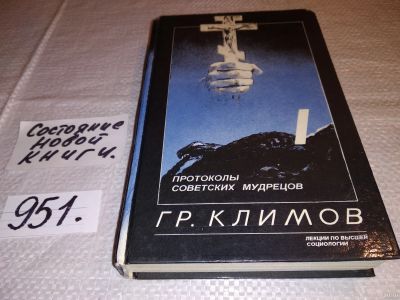 Состояние
новой
книги.
951.
ПРОТОКОЛЫ
СОВЕТСКИХ МУДРЕЦОВ
ГР. КЛИМОВ
ЛЕКЦИИ ПО ВЫСШЕЙ
СОЦИОЛОГИИ